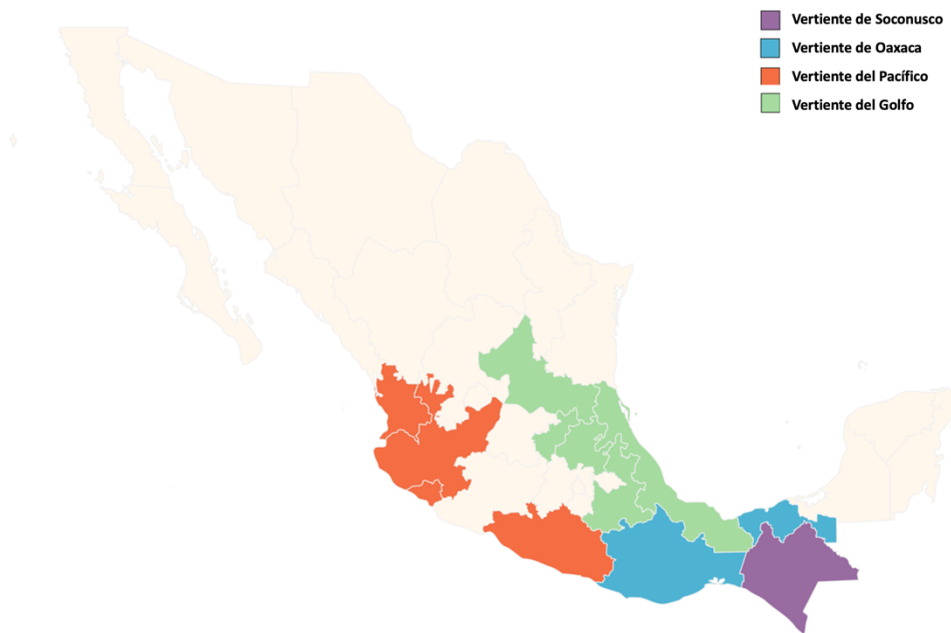 Vertiente de Soconusco
Vertiente de Oaxaca
Vertiente del Pacífico
Vertiente del Golfo